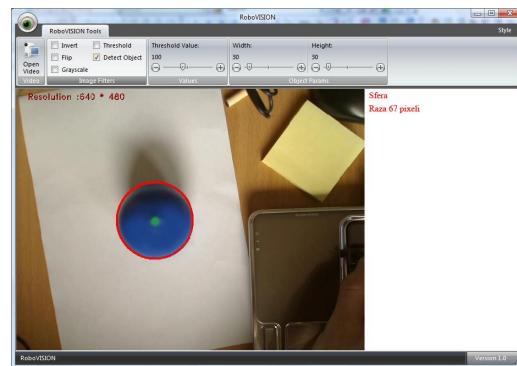 RoboVISION
RoboVISION Tools
Style
Open Video
Invert
Threshold
Flip
Detect Object
Grayscale
Threshold Value:
100
Width:
30
Height:
30
Video
Image Filters
Values
Object Params
Resolution :640 * 480
Sfera
Raza 67 pixeli
RoboVISION
Version 1.0